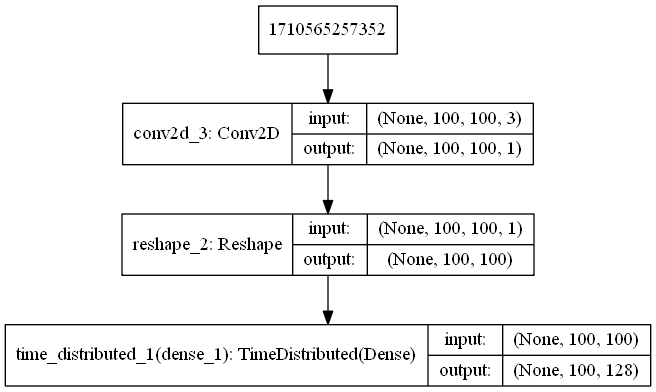 1710565257352
conv2d_3: Conv2D
input: (None, 100, 100, 3)
output: (None, 100, 100, 1)
reshape_2: Reshape
input: (None, 100, 100, 1)
output: (None, 100, 100)
time_distributed_1(dense_1): TimeDistributed(Dense)
input: (None, 100, 100)
output: (None, 100, 128)